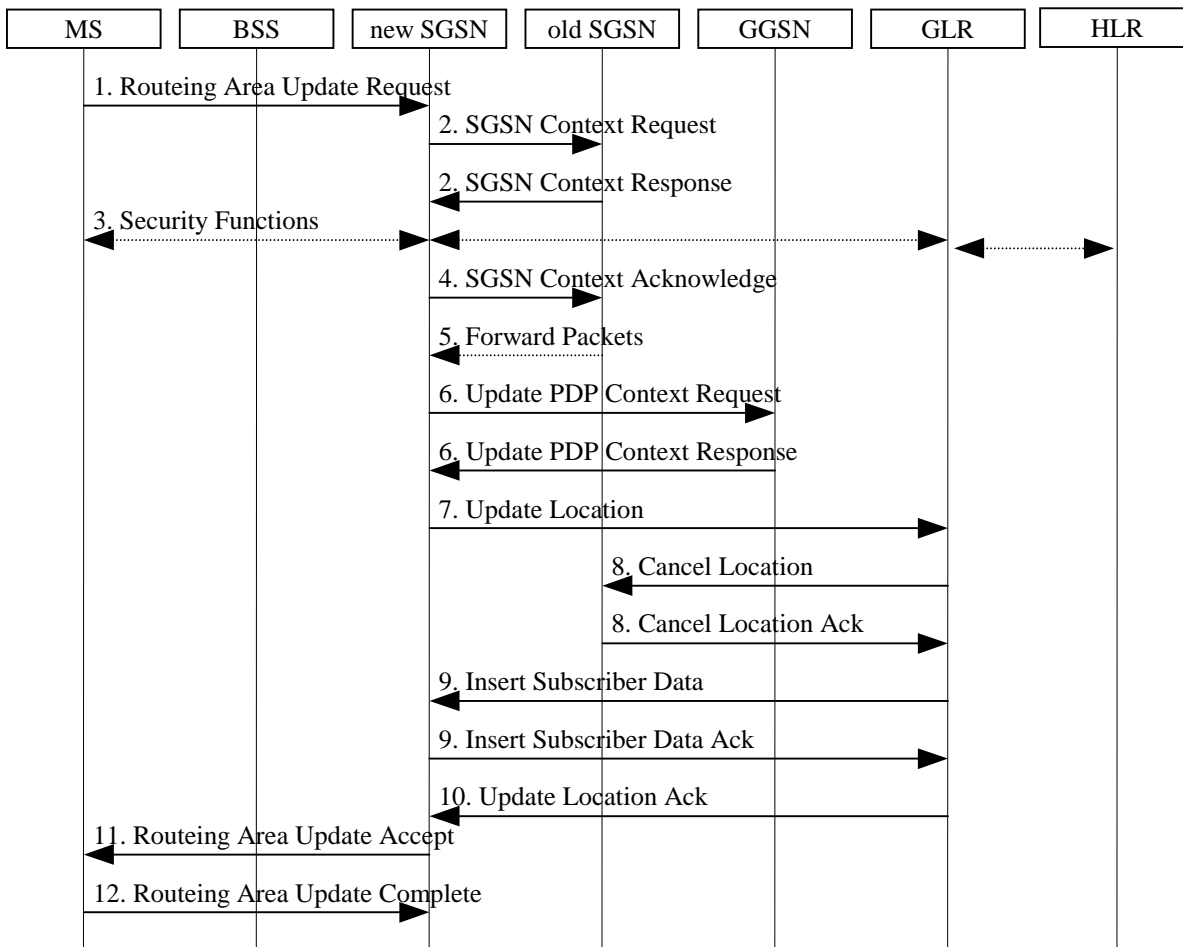 MS BSS new SGSN old SGSN GGSN GLR HLR
1. Routeing Area Update Request
2. SGSN Context Request
2. SGSN Context Response
3. Security Functions
4. SGSN Context Acknowledge
5. Forward Packets
6. Update PDP Context Request
6. Update PDP Context Response
7. Update Location
8. Cancel Location
8. Cancel Location Ack
9. Insert Subscriber Data
9. Insert Subscriber Data Ack
10. Update Location Ack
11. Routeing Area Update Accept
12. Routeing Area Update Complete